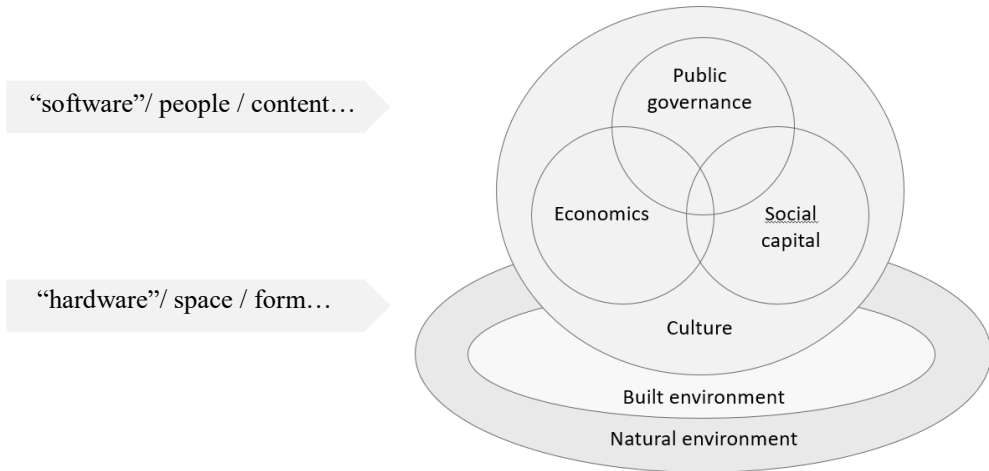 “software”/ people / content…
Public
governance
Economics
Social
capital
“hardware”/ space / form…
Culture
Built environment
Natural environment